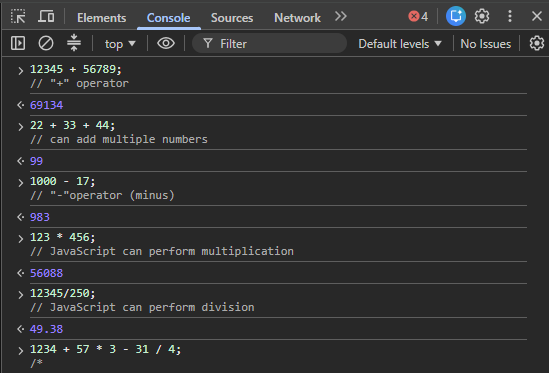 Elements Console Sources Network 4
top Filter Default levels No Issues
12345 + 56789;
// "+" operator
69134
22 + 33 + 44;
// can add multiple numbers
99
1000 - 17;
// "-"operator (minus)
983
123 * 456;
// JavaScript can perform multiplication
56088
12345/250;
// JavaScript can perform division
49.38
1234 + 57 * 3 - 31 / 4;
/*